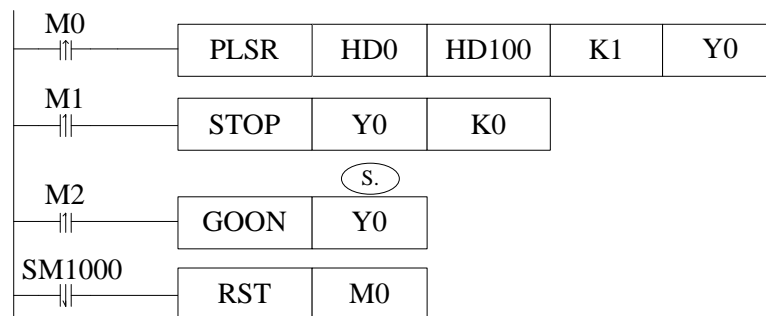 M0
PLSR HD0 HD100 K1 Y0
M1
STOP Y0 K0
S.
M2
GOON Y0
SM1000
RST M0